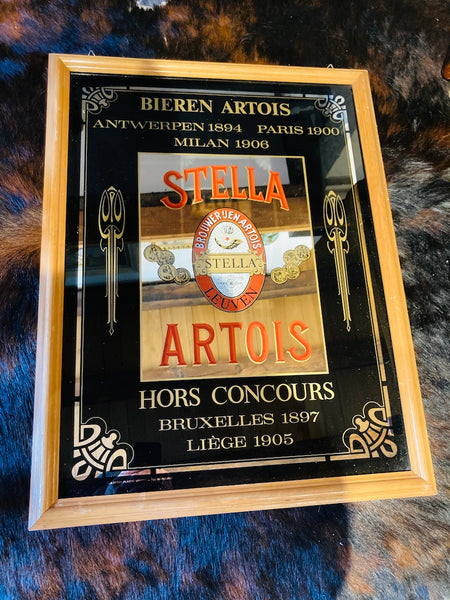 BIEREN ARTOIS
ANTWERPEN 1894 PARIS 1900
MILAN 1906
STELLA
BROUWERIJEN ARTOIS
STELLA
LEUVEN
ARTOIS
HORS CONCOURS
BRUXELLES 1897
LIÈGE 1905